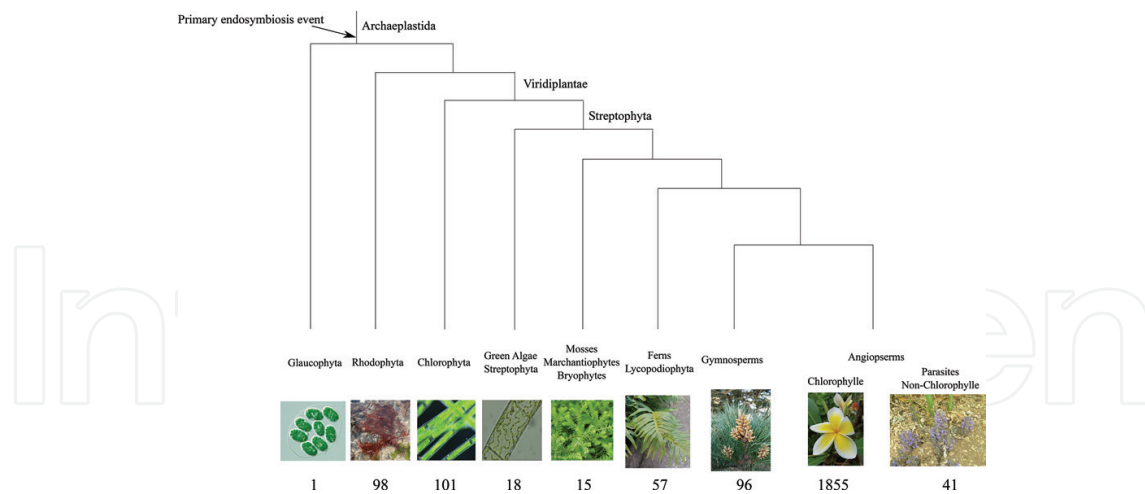 Primary endosymbiosis event
Archaeplastida
Viridiplantae
Streptophyta
Glaucophyta
Rhodophyta
Chlorophyta
Green Algae
Streptophyta
Mosses
Marchantiophytes
Bryophytes
Ferns
Lycopodiophyta
Gymnosperms
Angiopserms
Chlorophylle
Parasites
Non-Chlorophylle
1 98 101 18 15 57 96 1855 41